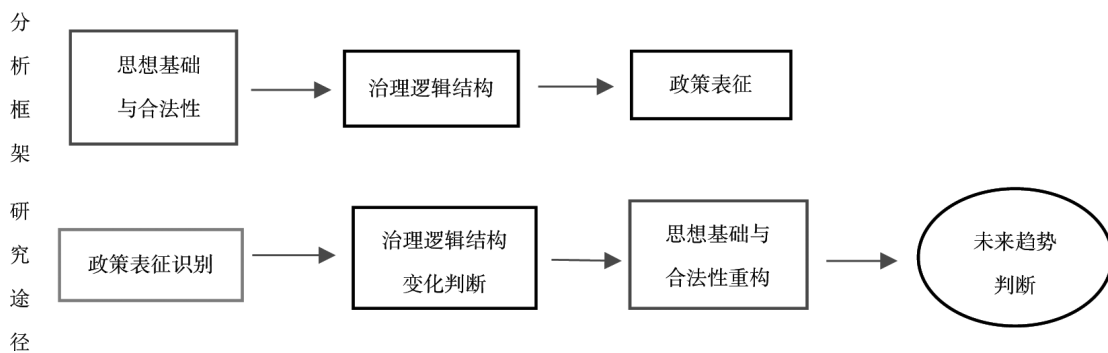 分析框架
思想基础
与合法性
治理逻辑结构
政策表征
研究途径
政策表征识别
治理逻辑结构
变化判断
思想基础与
合法性重构
未来趋势
判断